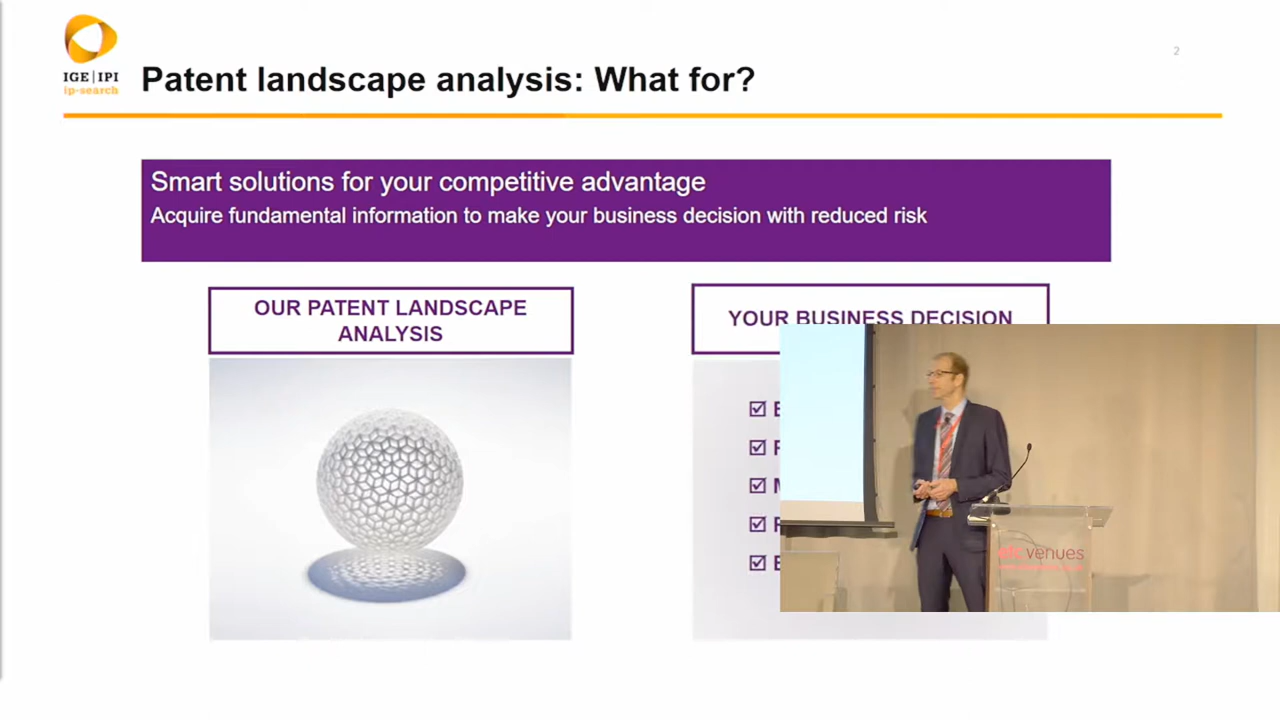 2
IGE|IPI
ip-search
Patent landscape analysis: What for?
Smart solutions for your competitive advantage
Acquire fundamental information to make your business decision with reduced risk
OUR PATENT LANDSCAPE
ANALYSIS
YOUR BUSINESS DECISION
etc venues